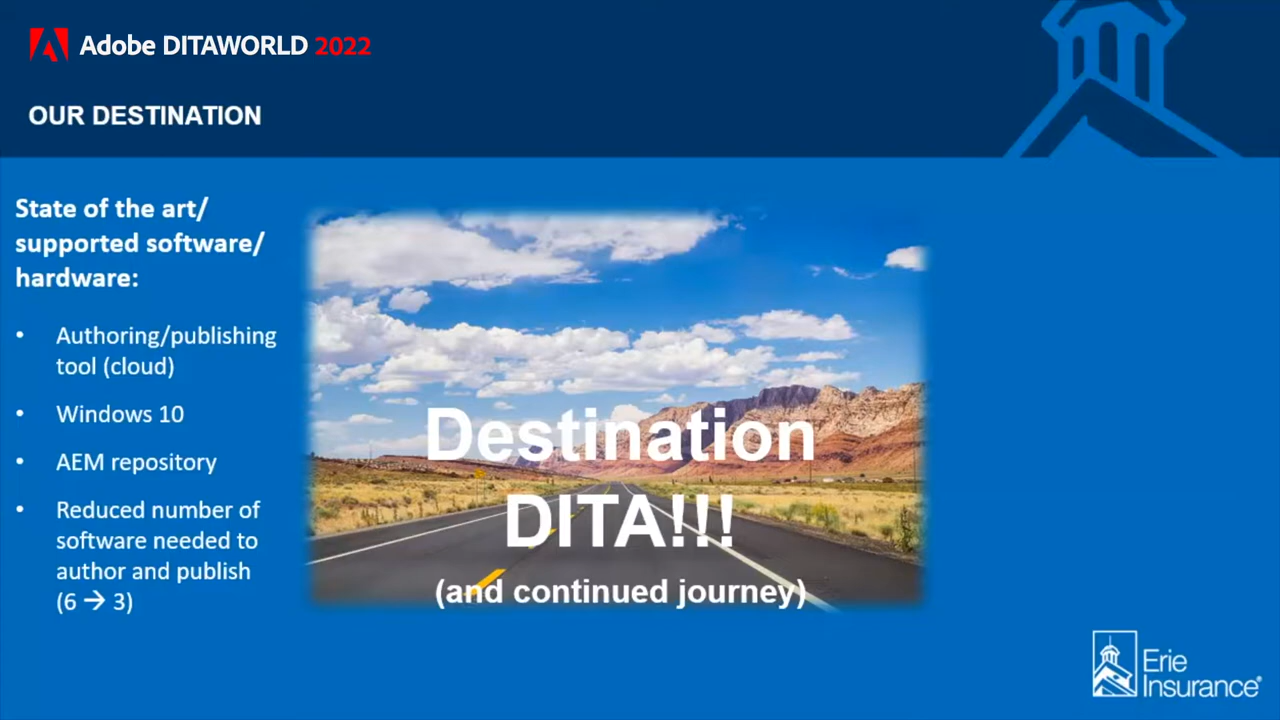 Adobe DITAWORLD 2022
OUR DESTINATION
State of the art/
supported software/
hardware:
• Authoring/publishing
tool (cloud)
• Windows 10
• AEM repository
• Reduced number of
software needed to
author and publish
(6 → 3)
Destination
DITA!!!
(and continued journey)
Erie
Insurance®